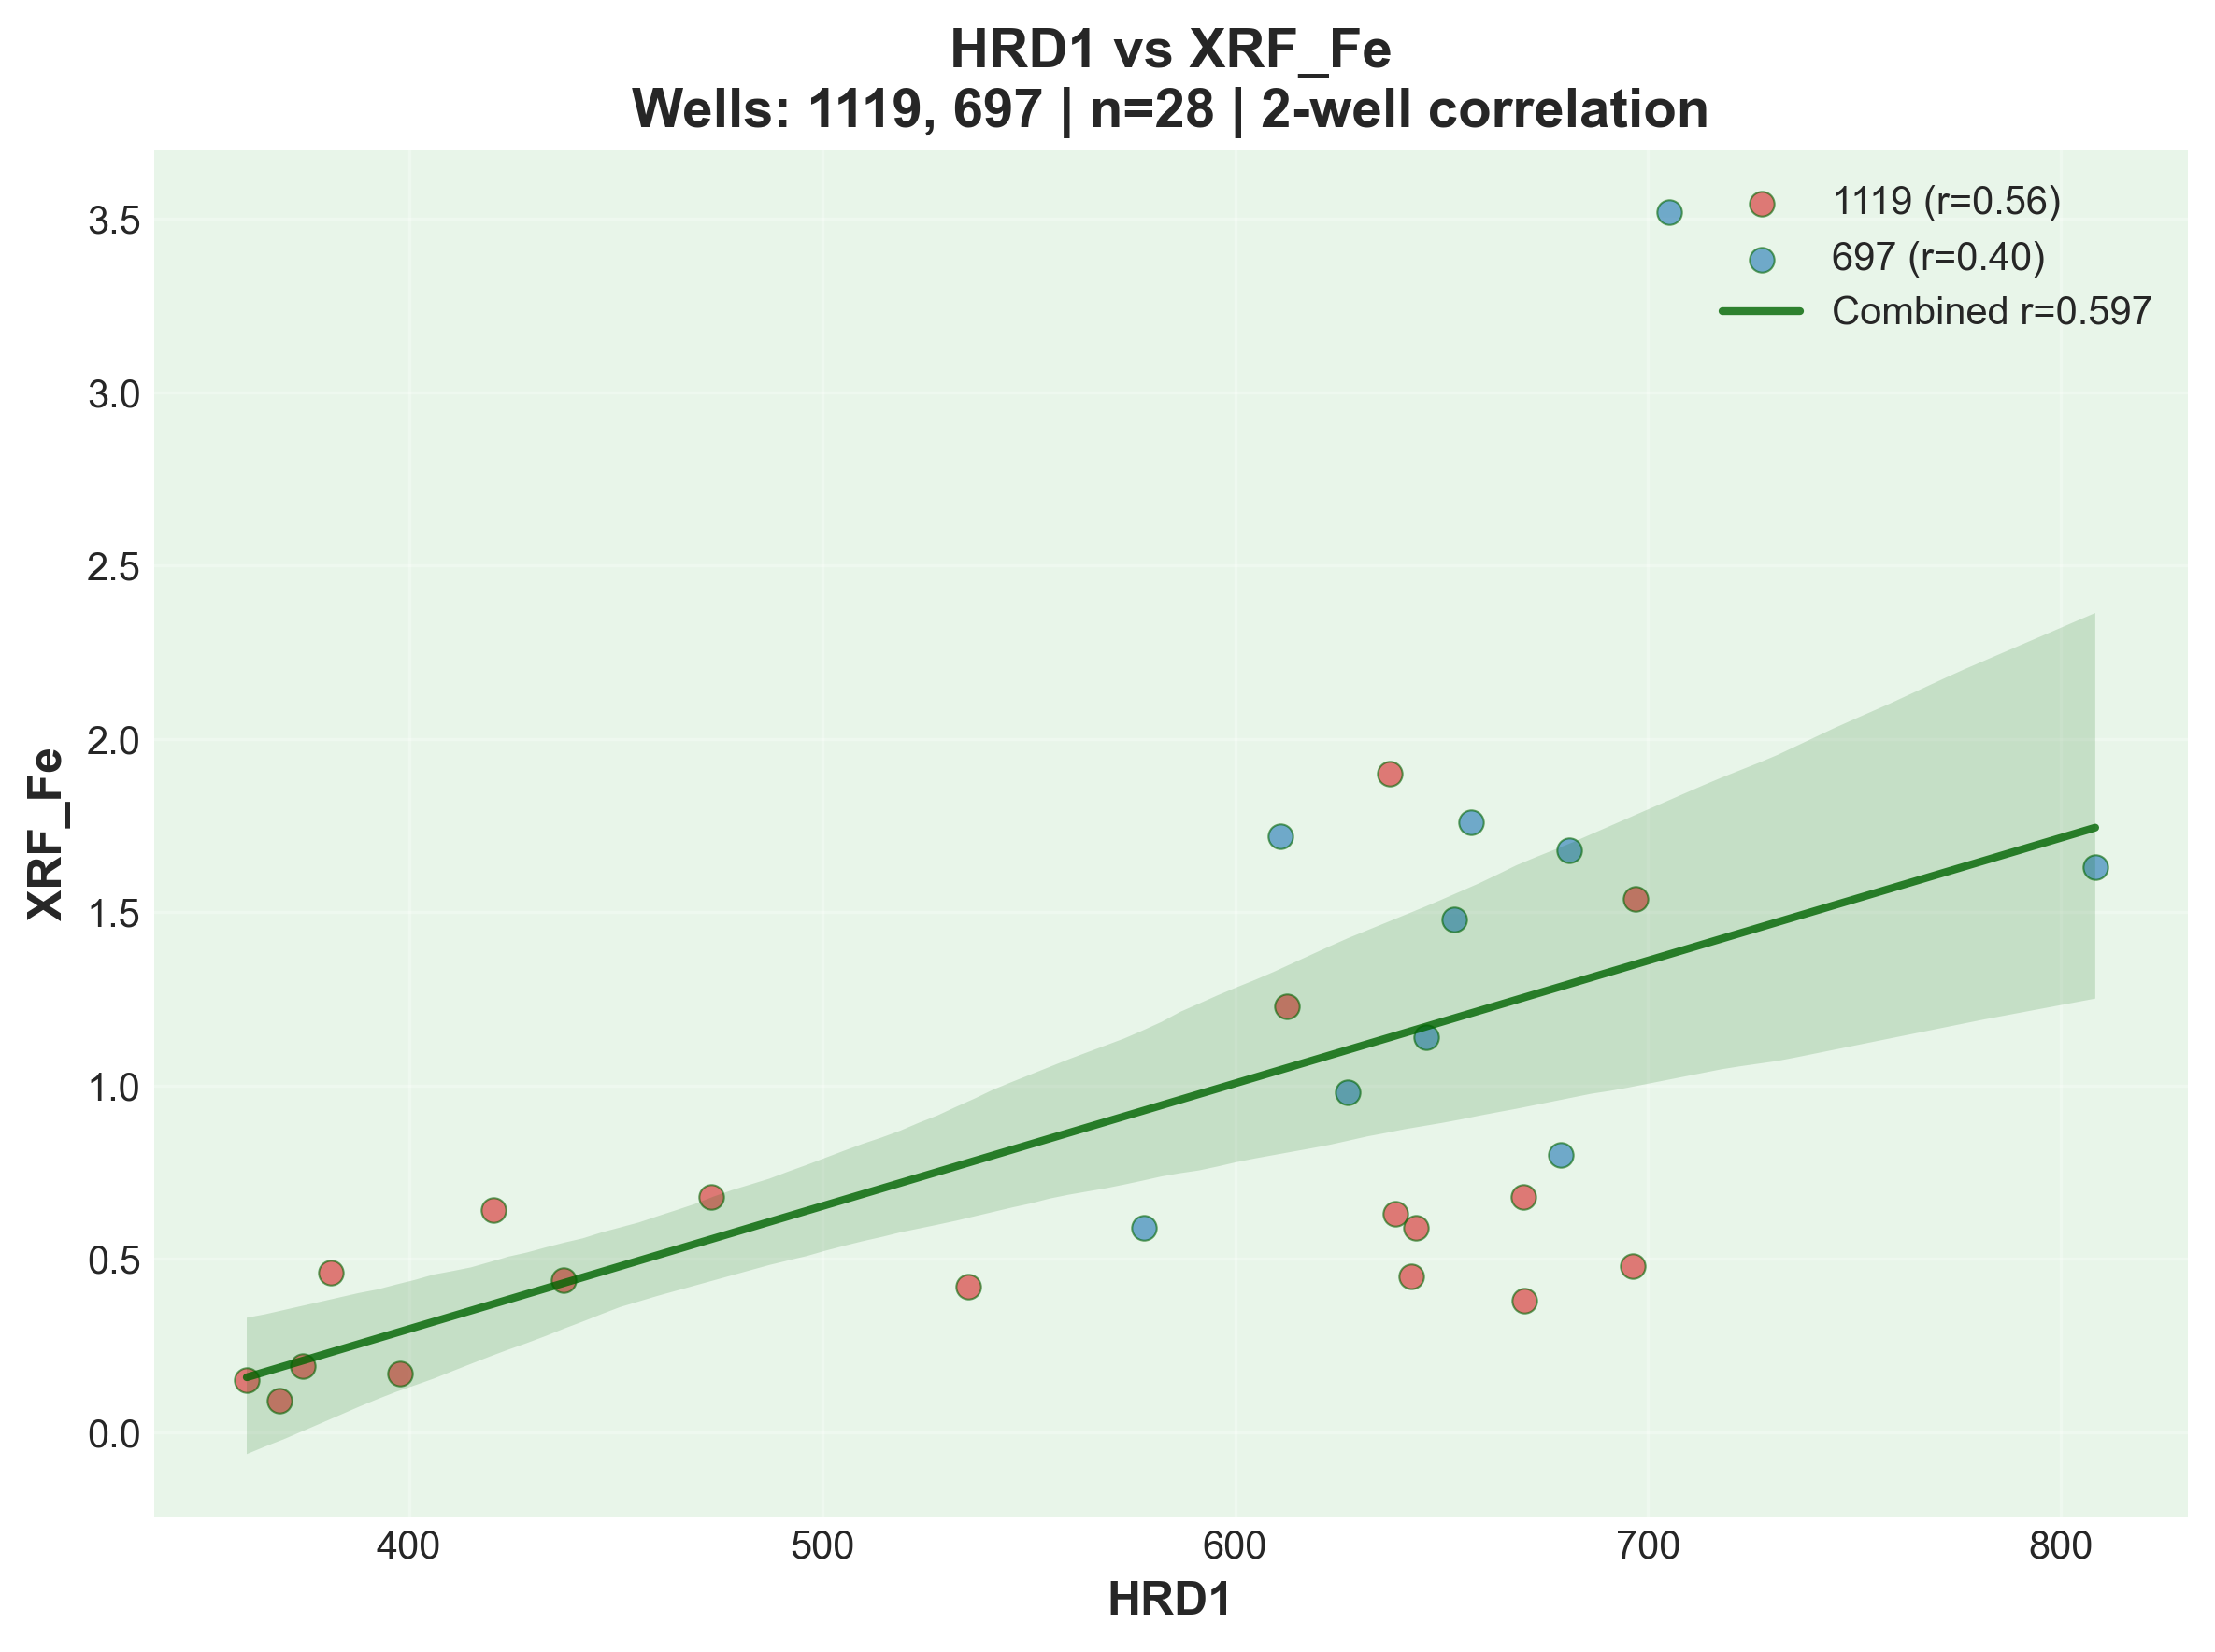 HRD1 vs XRF_Fe
Wells: 1119, 697 | n=28 | 2-well correlation
1119 (r=0.56)
697 (r=0.40)
Combined r=0.597
3.5
3.0
2.5
2.0
1.5
1.0
0.5
0.0
XRF_Fe
400 500 600 700 800
HRD1